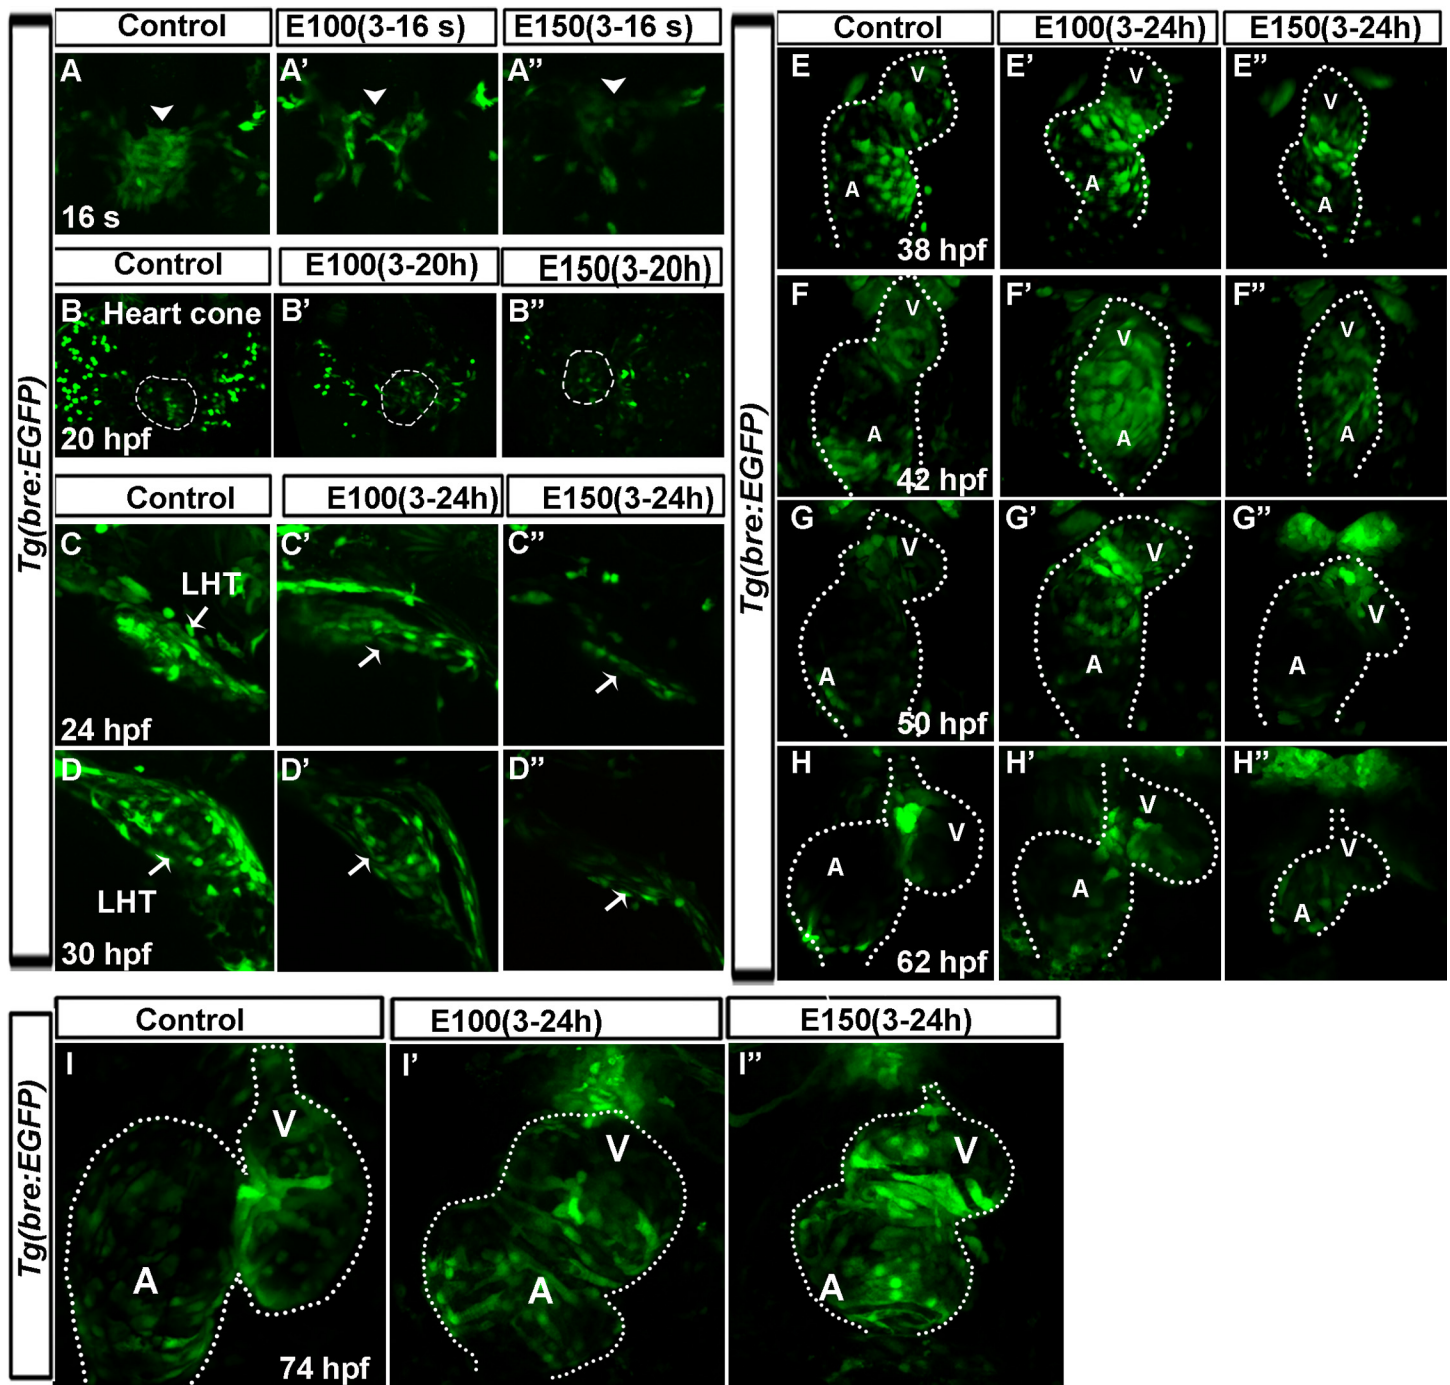 Control E100(3-16 s) E150(3-16 s)
Tg(bre:EGFP)
A A’ A”
16 s
Control E100(3-20h) E150(3-20h)
B Heart cone B’ B”
20 hpf
Control E100(3-24h) E150(3-24h)
C C’ C”
LHT
24 hpf
D D’ D”
LHT
30 hpf
Control E100(3-24h) E150(3-24h)
Tg(bre:EGFP)
E V E’ V E” V
A A A
38 hpf
F V F’ V F” V
A A A
42 hpf
G V G’ V G” V
A A A
50 hpf
H V H’ V H” V
A A A
62 hpf
Control E100(3-24h) E150(3-24h)
Tg(bre:EGFP)
I I’ I”
V V V
A A A
74 hpf